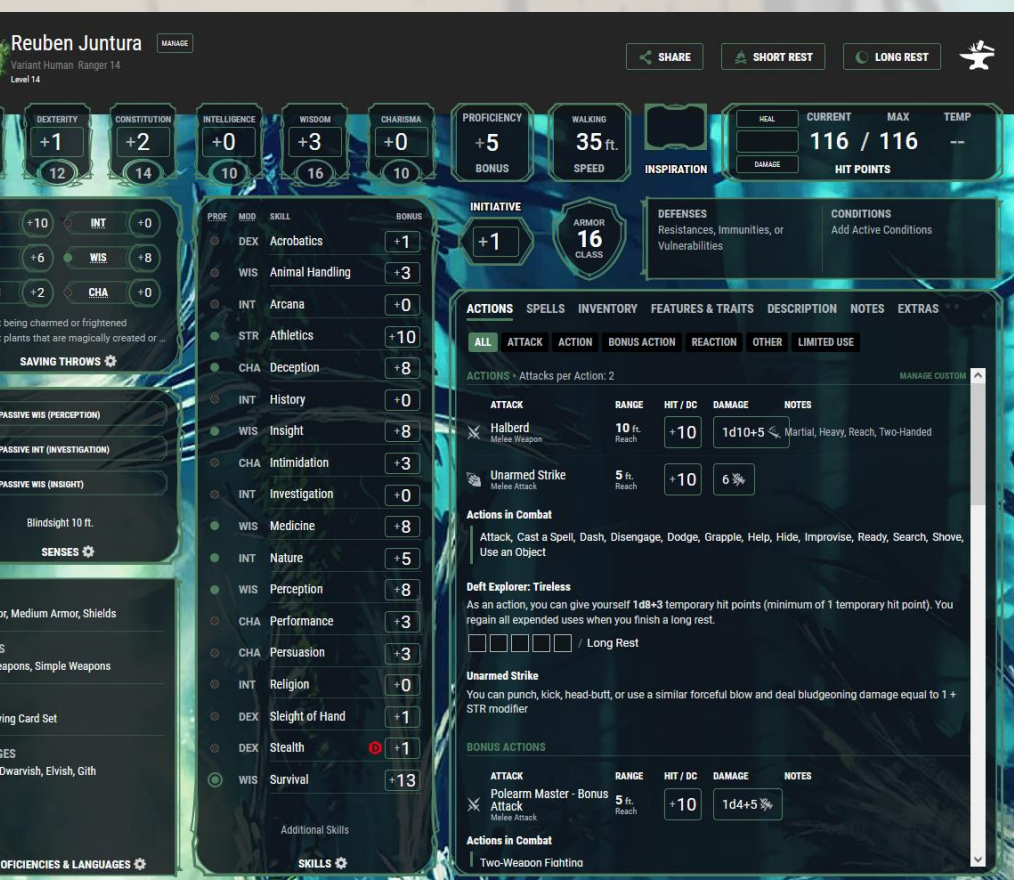 Reuben Juntura
MANAGE
Variant Human Ranger 14
Level 14
SHARE
SHORT REST
LONG REST
DEXTERITY
+1
12
CONSTITUTION
+2
14
INTELLIGENCE
+0
10
WISDOM
+3
16
CHARISMA
+0
10
PROFICIENCY
+5
BONUS
WALKING
35 ft.
SPEED
INSPIRATION
HEAL
DAMAGE
CURRENT MAX TEMP
116 / 116 --
HIT POINTS
+10 INT +0
+6 WIS +8
+2 CHA +0
being charmed or frightened
plants that are magically created or ...
SAVING THROWS
PASSIVE WIS (PERCEPTION)
PASSIVE INT (INVESTIGATION)
PASSIVE WIS (INSIGHT)
Blindsight 10 ft.
SENSES
or, Medium Armor, Shields
S
eapons, Simple Weapons
ying Card Set
GES
Dwarvish, Elvish, Gith
OFICIENCIES & LANGUAGES
PROF MOD SKILL BONUS
DEX Acrobatics +1
WIS Animal Handling +3
INT Arcana +0
STR Athletics +10
CHA Deception +8
INT History +0
WIS Insight +8
CHA Intimidation +3
INT Investigation +0
WIS Medicine +8
INT Nature +5
WIS Perception +8
CHA Performance +3
CHA Persuasion +3
INT Religion +0
DEX Sleight of Hand +1
DEX Stealth D +1
WIS Survival +13
Additional Skills
SKILLS
INITIATIVE
+1
ARMOR
16
CLASS
DEFENSES
Resistances, Immunities, or
Vulnerabilities
CONDITIONS
Add Active Conditions
ACTIONS SPELLS INVENTORY FEATURES & TRAITS DESCRIPTION NOTES EXTRAS
ALL ATTACK ACTION BONUS ACTION REACTION OTHER LIMITED USE
ACTIONS • Attacks per Action: 2
MANAGE CUSTOM
ATTACK RANGE HIT / DC DAMAGE NOTES
Halberd 10 ft. +10 1d10+5 Martial, Heavy, Reach, Two-Handed
Melee Weapon Reach
Unarmed Strike 5 ft. +10 6
Melee Attack Reach
Actions in Combat
Attack, Cast a Spell, Dash, Disengage, Dodge, Grapple, Help, Hide, Improvise, Ready, Search, Shove,
Use an Object
Deft Explorer: Tireless
As an action, you can give yourself 1d8+3 temporary hit points (minimum of 1 temporary hit point). You
regain all expended uses when you finish a long rest.
/ Long Rest
Unarmed Strike
You can punch, kick, head-butt, or use a similar forceful blow and deal bludgeoning damage equal to 1 +
STR modifier
BONUS ACTIONS
ATTACK RANGE HIT / DC DAMAGE NOTES
Polearm Master - Bonus
Attack 5 ft. +10 1d4+5
Melee Attack Reach
Actions in Combat
Two-Weapon Fighting